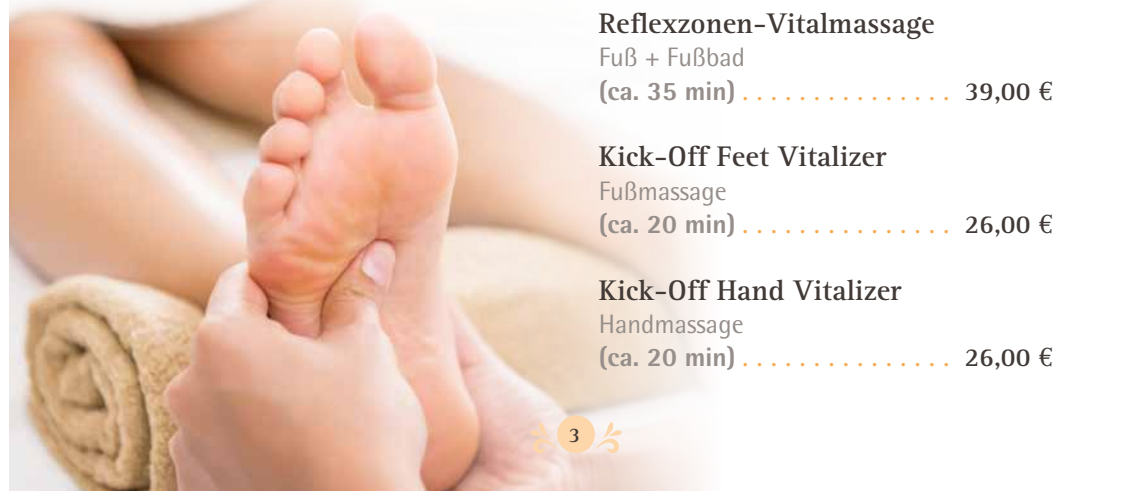 Reflexzonen-Vitalmassage
Fuß + Fußbad
(ca. 35 min) . . . . . . . . . . . . . . . 39,00 €
Kick-Off Feet Vitalizer
Fußmassage
(ca. 20 min) . . . . . . . . . . . . . . . 26,00 €
Kick-Off Hand Vitalizer
Handmassage
(ca. 20 min) . . . . . . . . . . . . . . . 26,00 €
3